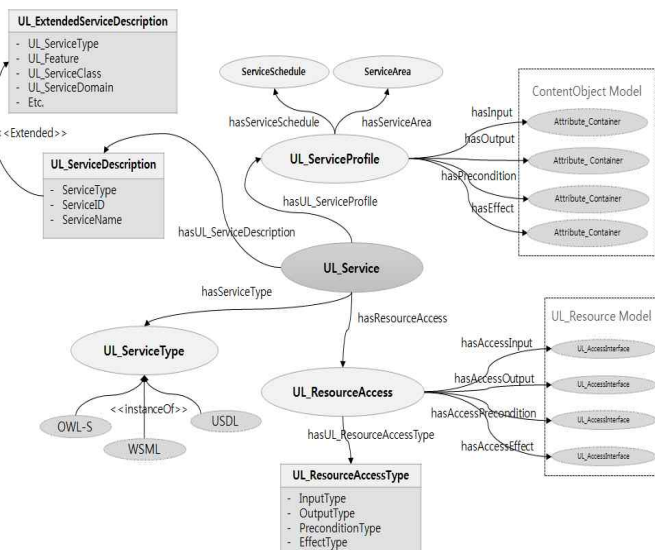 UL_ExtendedServiceDescription
- UL_ServiceType
- UL_Feature
- UL_ServiceClass
- UL_ServiceDomain
- Etc.
<<Extended>>
UL_ServiceDescription
- ServiceType
- ServiceID
- ServiceName
ServiceSchedule
ServiceArea
hasServiceSchedule
hasServiceArea
UL_ServiceProfile
hasUL_ServiceProfile
hasUL_ServiceDescription
ContentObject Model
hasInput
Attribute_Container
hasOutput
Attribute_Container
hasPrecondition
Attribute_Container
hasEffect
Attribute_Container
UL_Service
hasServiceType
hasResourceAccess
UL_ServiceType
<<instanceOf>>
OWL-S
WSML
USDL
UL_ResourceAccess
UL_Resource Model
hasAccessInput
UL_AccessInterface
hasAccessOutput
UL_AccessInterface
hasAccessPrecondition
UL_AccessInterface
hasAccessEffect
UL_AccessInterface
hasUL_ResourceAccessType
UL_ResourceAccessType
- InputType
- OutputType
- PreconditionType
- EffectType